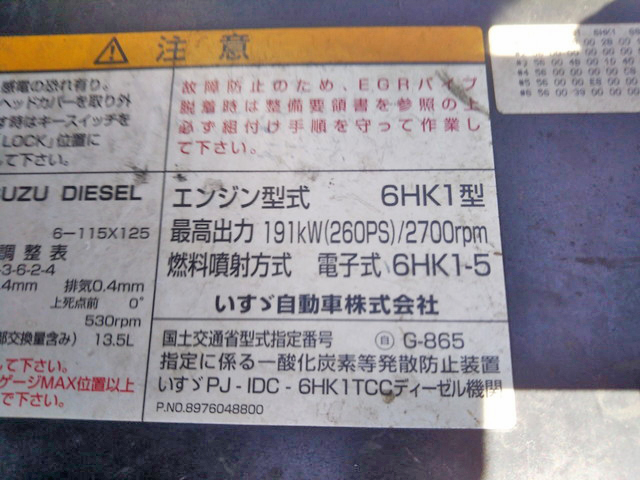 ⚠ 注意
感電の恐れ有り。
ヘッドカバーを取り外
す時はキースイッチを
LOCK」位置に
して下さい。
故障防止のため、EGRパイプ
脱着時は整備要領書を参照の上
必ず組付け手順を守って作業し
て下さい。
SUZU DIESEL
6-115X125
調整表
-3-6-2-4
.4mm 排気0.4mm
上死点前 0°
530rpm
部交換量含み) 13.5L
して下さい。
ゲージMAX位置以上
で下さい。
エンジン型式 6HK1型
最高出力 191kW(260PS)/2700rpm
燃料噴射方式 電子式 6HK1-5
いすゞ自動車株式会社
国土交通省型式指定番号 ㊀自 G-865
指定に係る一酸化炭素等発散防止装置
いすゞPJ-IDC-6HK1TCCディーゼル機関
P.NO.8976048800
6HK1